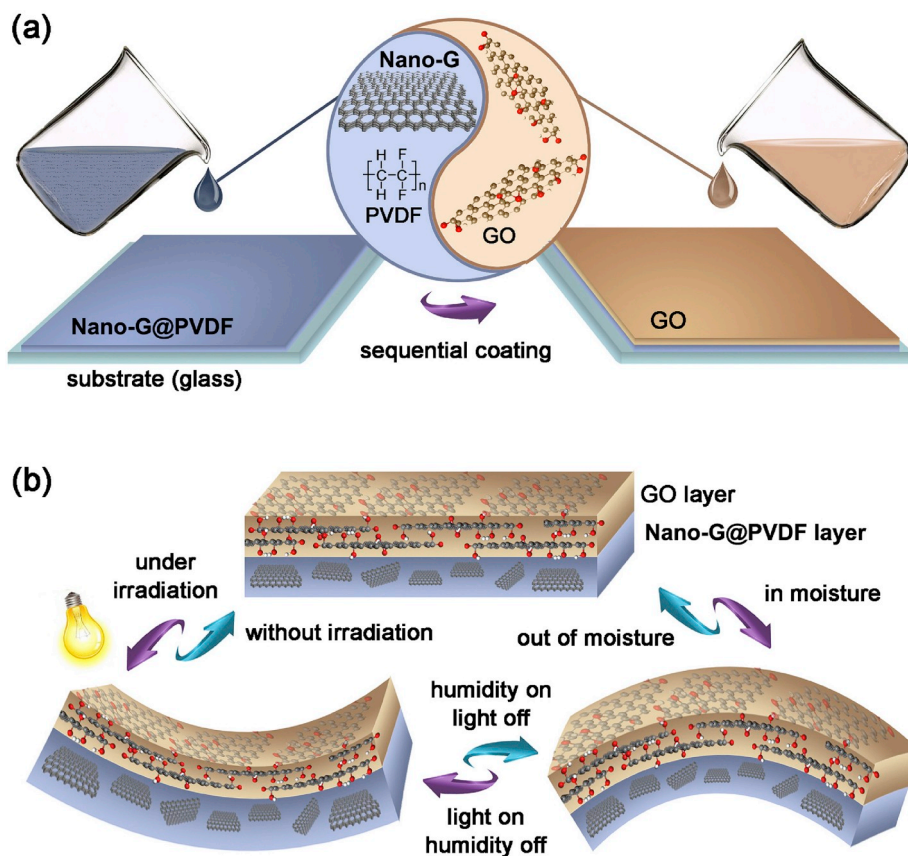 (a)
Nano-G
H F
C C
n
H F
PVDF
GO
Nano-G@PVDF
GO
sequential coating
substrate (glass)
(b)
GO layer
Nano-G@PVDF layer
under
irradiation
in moisture
without irradiation
out of moisture
humidity on
light off
light on
humidity off